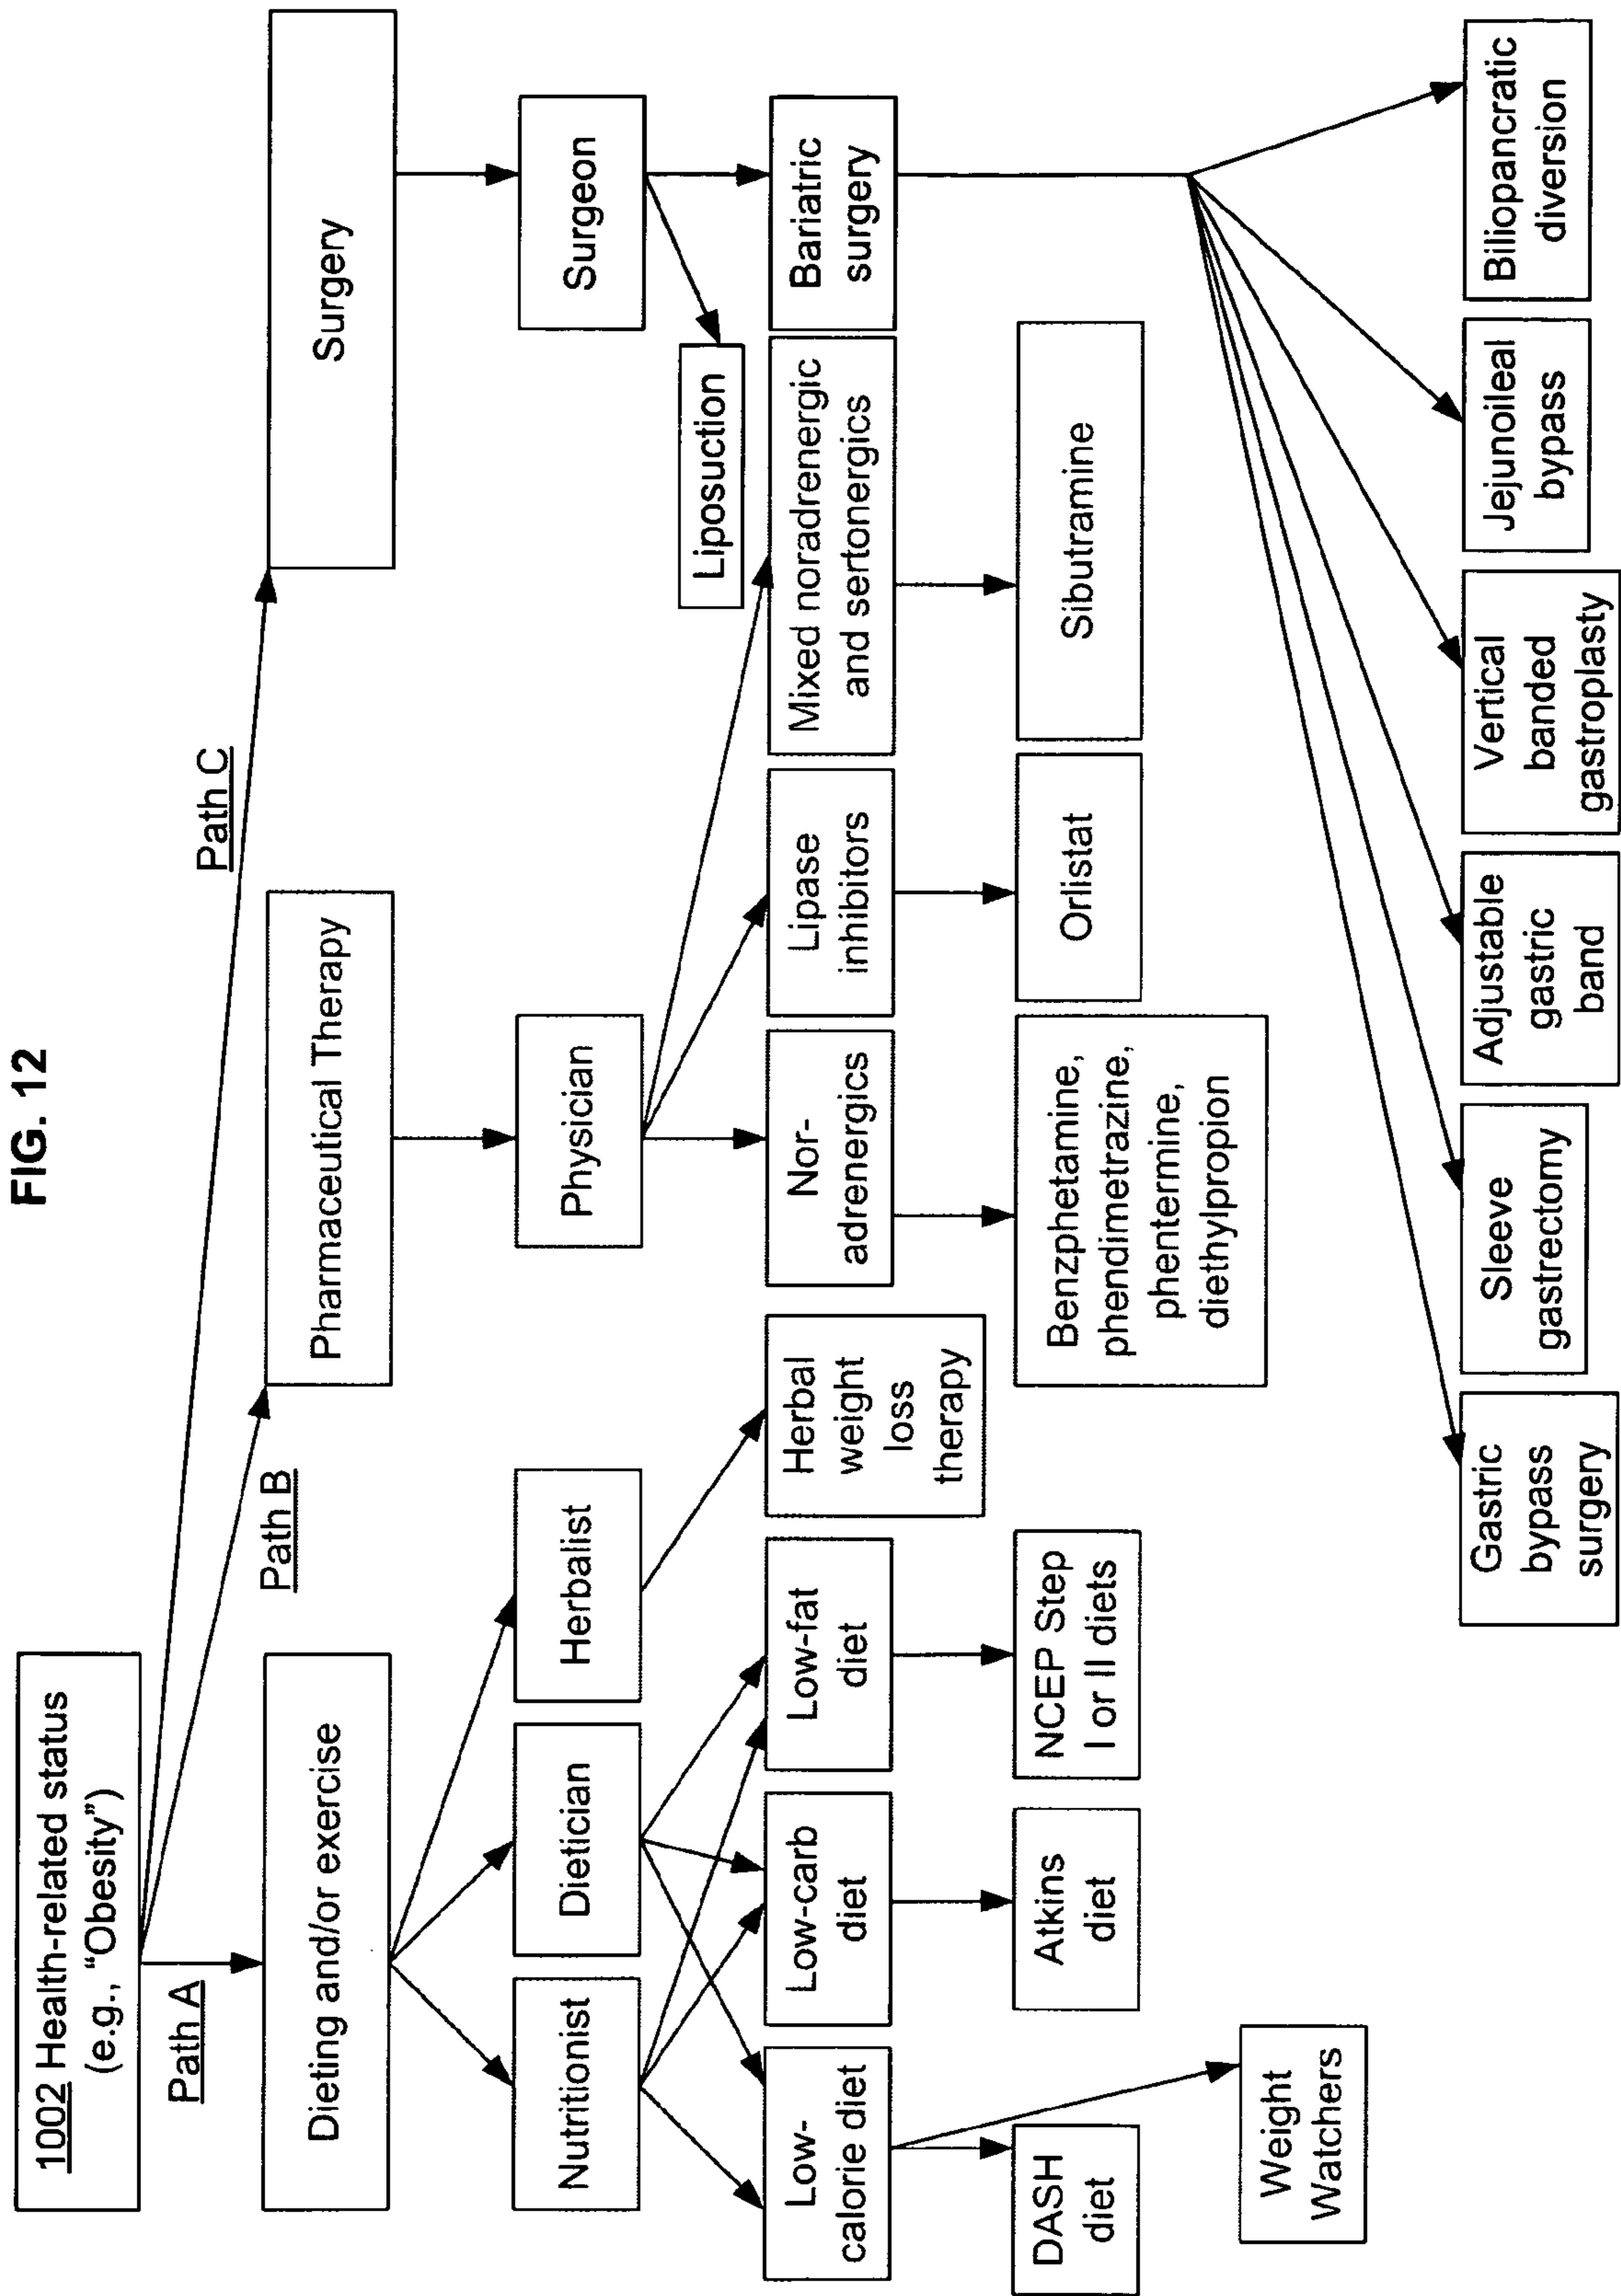 FIG. 12
1002 Health-related status
(e.g., “Obesity”)
Path A
Path B
Path C
Dieting and/or exercise
Pharmaceutical Therapy
Surgery
Nutritionist
Dietician
Herbalist
Physician
Surgeon
Liposuction
Low-
calorie diet
Low-carb
diet
Low-fat
diet
Herbal
weight
loss
therapy
Nor-
adrenergics
Lipase
inhibitors
Mixed noradrenergic
and sertonergics
Bariatric
surgery
DASH
diet
Atkins
diet
NCEP Step
I or II diets
Benzphetamine,
phendimetrazine,
phentermine,
diethylpropion
Orlistat
Sibutramine
Weight
Watchers
Gastric
bypass
surgery
Sleeve
gastrectomy
Adjustable
gastric
band
Vertical
banded
gastroplasty
Jejunoileal
bypass
Biliopancratic
diversion